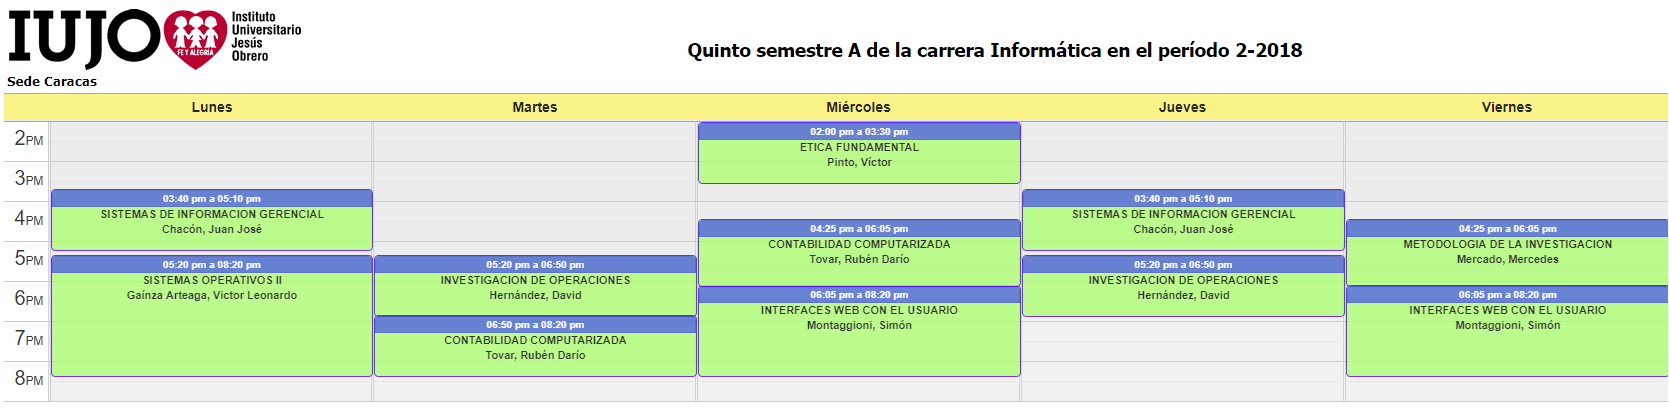 IUJO
FE Y ALEGRIA
Instituto
Universitario
Jesús
Obrero
Sede Caracas
Quinto semestre A de la carrera Informática en el período 2-2018
Lunes Martes Miércoles Jueves Viernes
2PM
3PM
4PM
5PM
6PM
7PM
8PM
03:40 pm a 05:10 pm
SISTEMAS DE INFORMACION GERENCIAL
Chacón, Juan José
05:20 pm a 08:20 pm
SISTEMAS OPERATIVOS II
Gaínza Arteaga, Victor Leonardo
05:20 pm a 06:50 pm
INVESTIGACION DE OPERACIONES
Hernández, David
06:50 pm a 08:20 pm
CONTABILIDAD COMPUTARIZADA
Tovar, Rubén Darío
02:00 pm a 03:30 pm
ETICA FUNDAMENTAL
Pinto, Víctor
04:25 pm a 06:05 pm
CONTABILIDAD COMPUTARIZADA
Tovar, Rubén Darío
06:05 pm a 08:20 pm
INTERFACES WEB CON EL USUARIO
Montaggioni, Simón
03:40 pm a 05:10 pm
SISTEMAS DE INFORMACION GERENCIAL
Chacón, Juan José
05:20 pm a 06:50 pm
INVESTIGACION DE OPERACIONES
Hernández, David
04:25 pm a 06:05 pm
METODOLOGIA DE LA INVESTIGACION
Mercado, Mercedes
06:05 pm a 08:20 pm
INTERFACES WEB CON EL USUARIO
Montaggioni, Simón